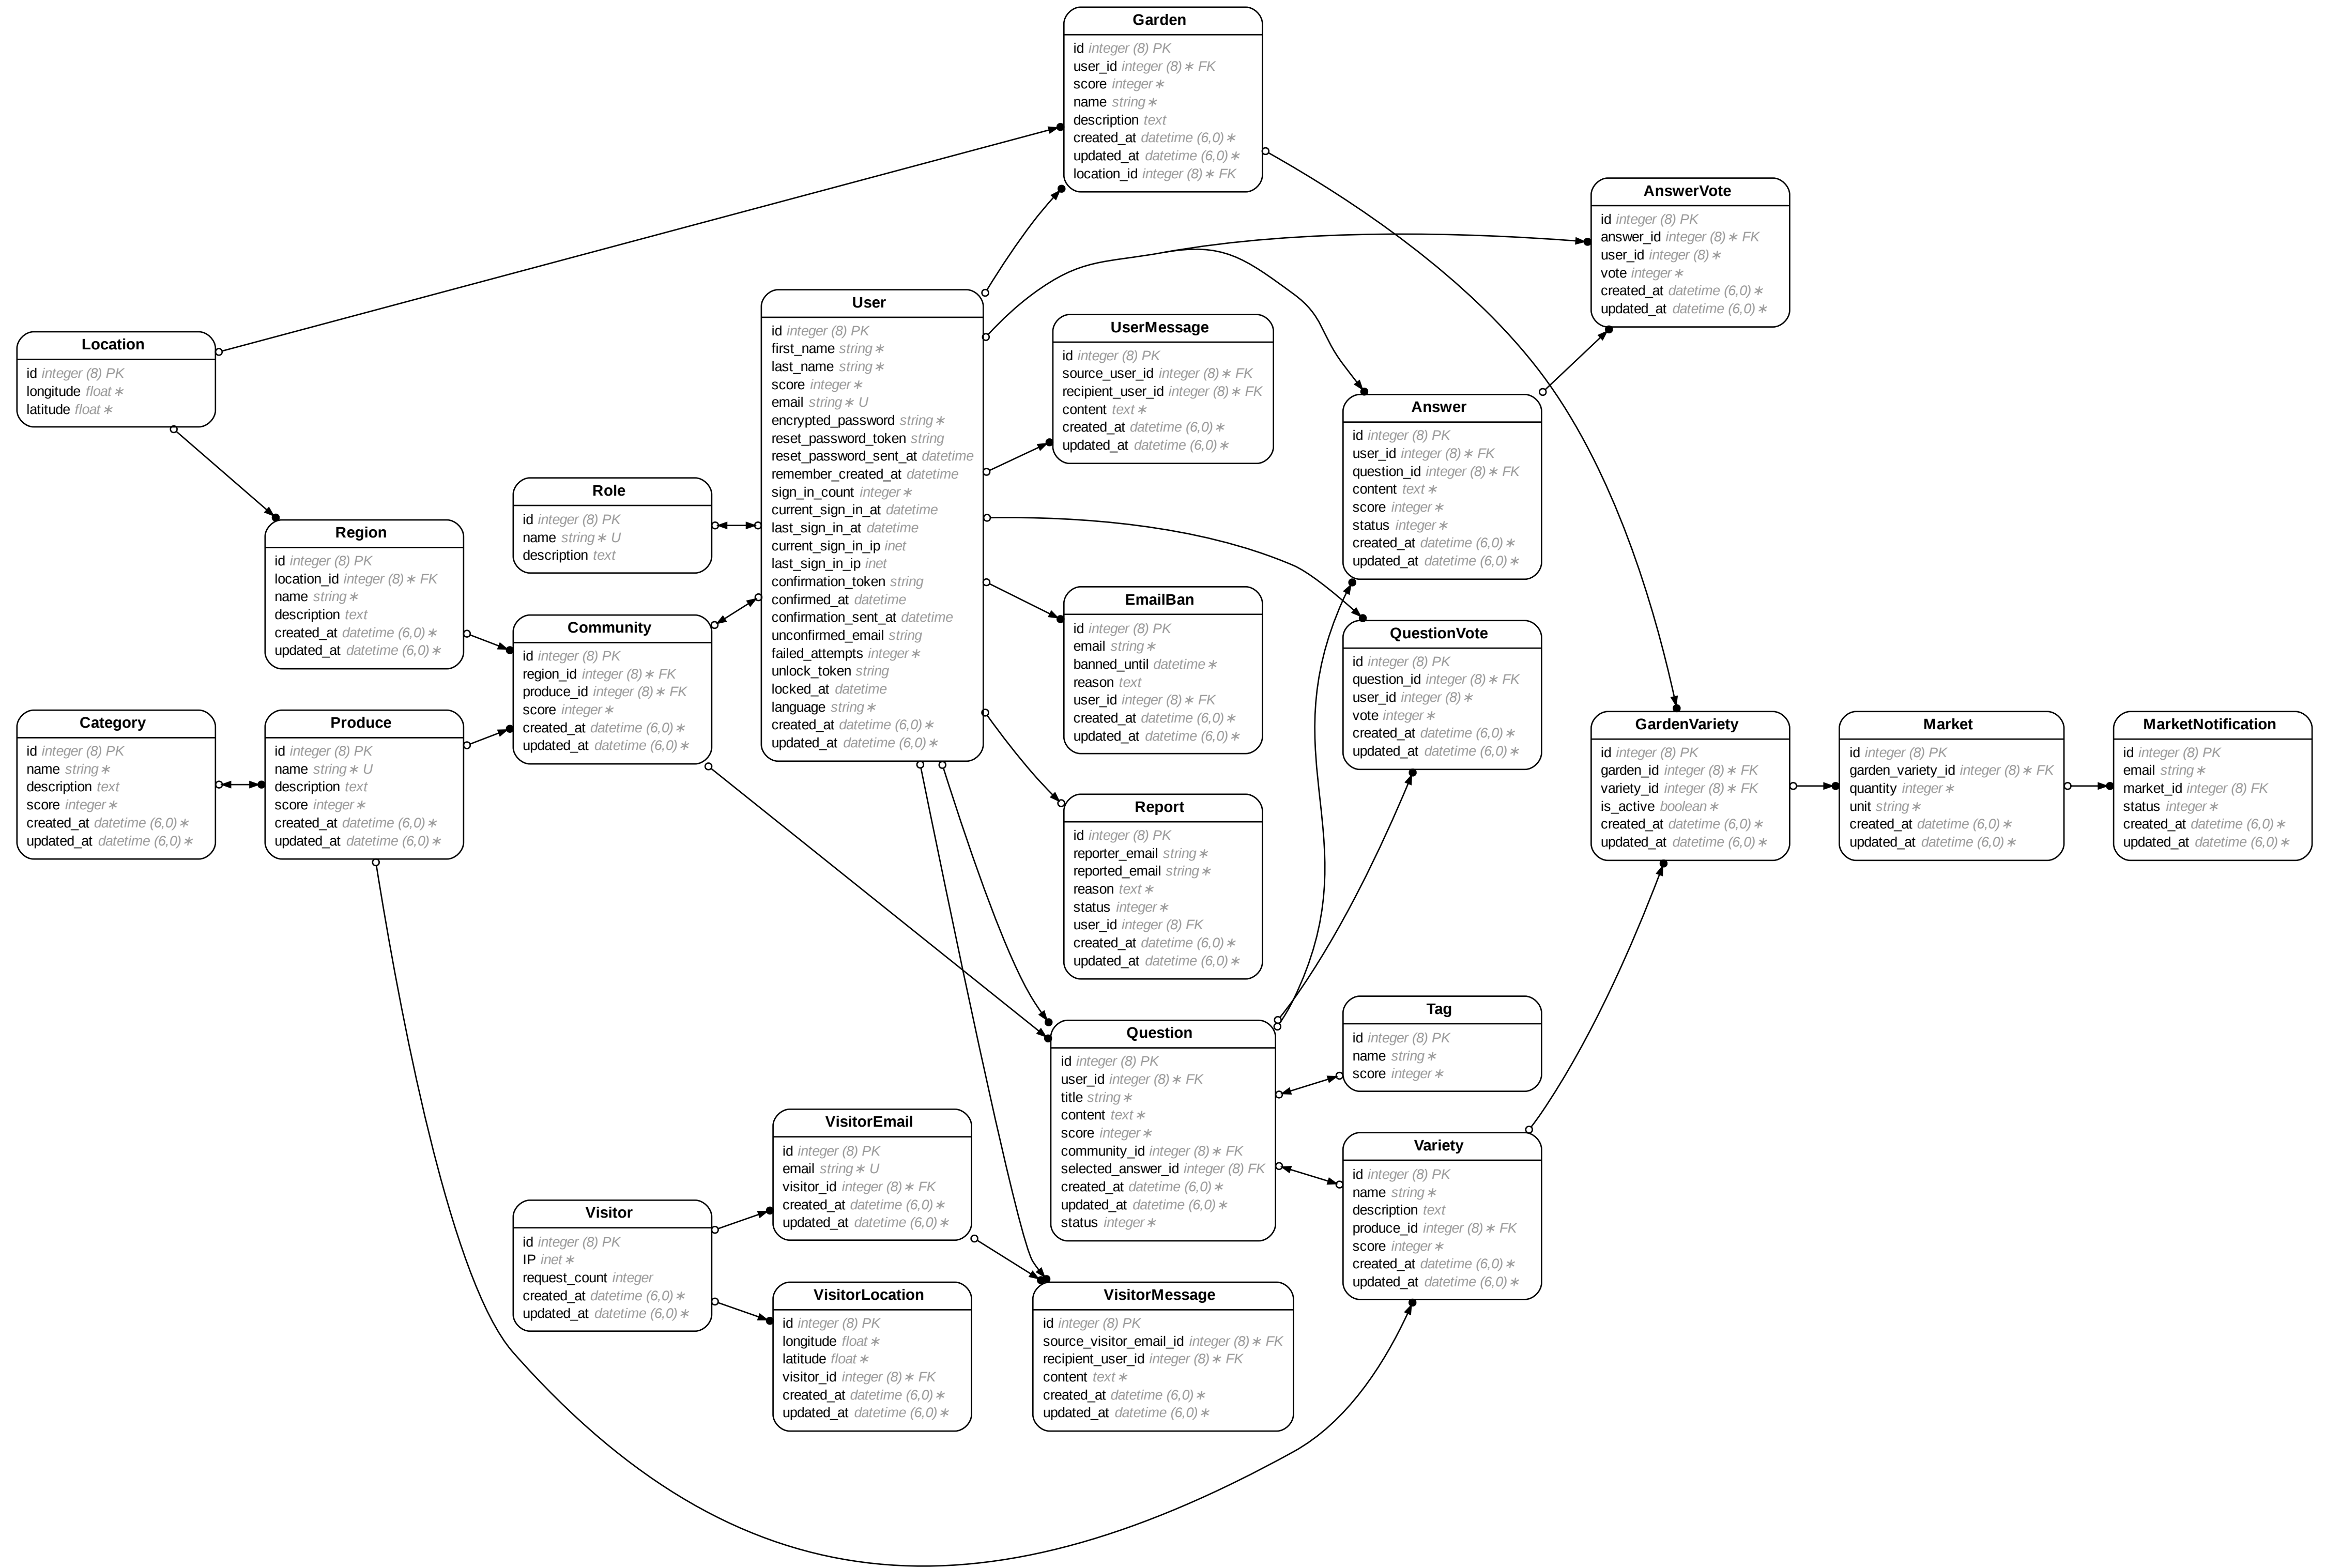 Garden
id integer (8) PK
user_id integer (8)∗ FK
score integer∗
name string∗
description text
created_at datetime (6,0)∗
updated_at datetime (6,0)∗
location_id integer (8)∗ FK
AnswerVote
id integer (8) PK
answer_id integer (8)∗ FK
user_id integer (8)∗
vote integer∗
created_at datetime (6,0)∗
updated_at datetime (6,0)∗
Location
id integer (8) PK
longitude float∗
latitude float∗
User
id integer (8) PK
first_name string∗
last_name string∗
score integer∗
email string∗ U
encrypted_password string∗
reset_password_token string
reset_password_sent_at datetime
remember_created_at datetime
sign_in_count integer∗
current_sign_in_at datetime
last_sign_in_at datetime
current_sign_in_ip inet
last_sign_in_ip inet
confirmation_token string
confirmed_at datetime
confirmation_sent_at datetime
unconfirmed_email string
failed_attempts integer∗
unlock_token string
locked_at datetime
language string∗
created_at datetime (6,0)∗
updated_at datetime (6,0)∗
UserMessage
id integer (8) PK
source_user_id integer (8)∗ FK
recipient_user_id integer (8)∗ FK
content text∗
created_at datetime (6,0)∗
updated_at datetime (6,0)∗
Answer
id integer (8) PK
user_id integer (8)∗ FK
question_id integer (8)∗ FK
content text∗
score integer∗
status integer∗
created_at datetime (6,0)∗
updated_at datetime (6,0)∗
Role
id integer (8) PK
name string∗ U
description text
Region
id integer (8) PK
location_id integer (8)∗ FK
name string∗
description text
created_at datetime (6,0)∗
updated_at datetime (6,0)∗
Community
id integer (8) PK
region_id integer (8)∗ FK
produce_id integer (8)∗ FK
score integer∗
created_at datetime (6,0)∗
updated_at datetime (6,0)∗
EmailBan
id integer (8) PK
email string∗
banned_until datetime∗
reason text
user_id integer (8)∗ FK
created_at datetime (6,0)∗
updated_at datetime (6,0)∗
QuestionVote
id integer (8) PK
question_id integer (8)∗ FK
user_id integer (8)∗
vote integer∗
created_at datetime (6,0)∗
updated_at datetime (6,0)∗
Category
id integer (8) PK
name string∗
description text
score integer∗
created_at datetime (6,0)∗
updated_at datetime (6,0)∗
Produce
id integer (8) PK
name string∗ U
description text
score integer∗
created_at datetime (6,0)∗
updated_at datetime (6,0)∗
GardenVariety
id integer (8) PK
garden_id integer (8)∗ FK
variety_id integer (8)∗ FK
is_active boolean∗
created_at datetime (6,0)∗
updated_at datetime (6,0)∗
Market
id integer (8) PK
garden_variety_id integer (8)∗ FK
quantity integer∗
unit string∗
created_at datetime (6,0)∗
updated_at datetime (6,0)∗
MarketNotification
id integer (8) PK
email string∗
market_id integer (8) FK
status integer∗
created_at datetime (6,0)∗
updated_at datetime (6,0)∗
Report
id integer (8) PK
reporter_email string∗
reported_email string∗
reason text∗
status integer∗
user_id integer (8) FK
created_at datetime (6,0)∗
updated_at datetime (6,0)∗
Tag
id integer (8) PK
name string∗
score integer∗
Question
id integer (8) PK
user_id integer (8)∗ FK
title string∗
content text∗
score integer∗
community_id integer (8)∗ FK
selected_answer_id integer (8) FK
created_at datetime (6,0)∗
updated_at datetime (6,0)∗
status integer∗
VisitorEmail
id integer (8) PK
email string∗ U
visitor_id integer (8)∗ FK
created_at datetime (6,0)∗
updated_at datetime (6,0)∗
Variety
id integer (8) PK
name string∗
description text
produce_id integer (8)∗ FK
score integer∗
created_at datetime (6,0)∗
updated_at datetime (6,0)∗
Visitor
id integer (8) PK
IP inet∗
request_count integer
created_at datetime (6,0)∗
updated_at datetime (6,0)∗
VisitorLocation
id integer (8) PK
longitude float∗
latitude float∗
visitor_id integer (8)∗ FK
created_at datetime (6,0)∗
updated_at datetime (6,0)∗
VisitorMessage
id integer (8) PK
source_visitor_email_id integer (8)∗ FK
recipient_user_id integer (8)∗ FK
content text∗
created_at datetime (6,0)∗
updated_at datetime (6,0)∗